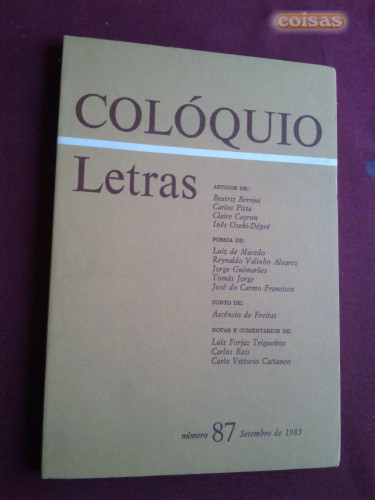 coisas
COLÓQUIO
Letras
ARTIGOS DE:
Beatriz Berrini
Carlos Pitta
Claire Cayron
Inês Oseki-Dépré
POESIA DE:
Luiz de Macedo
Reynaldo Valinho Alvarez
Jorge Guimarães
Tomás Jorge
José do Carmo Francisco
CONTO DE:
Ascêncio de Freitas
NOTAS E COMENTÁRIOS DE:
Luís Forjaz Trigueiros
Carlos Reis
Carlo Vittorio Cattaneo
número 87 Setembro de 1985